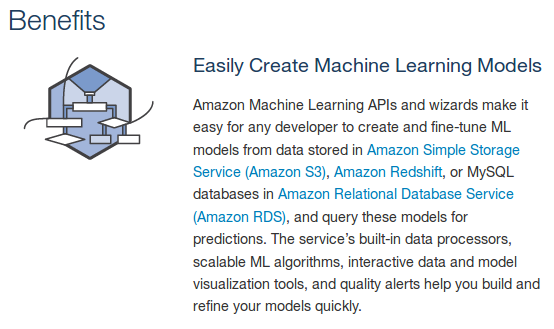 Benefits
Easily Create Machine Learning Models
Amazon Machine Learning APIs and wizards make it
easy for any developer to create and fine-tune ML
models from data stored in Amazon Simple Storage
Service (Amazon S3), Amazon Redshift, or MySQL
databases in Amazon Relational Database Service
(Amazon RDS), and query these models for
predictions. The service’s built-in data processors,
scalable ML algorithms, interactive data and model
visualization tools, and quality alerts help you build and
refine your models quickly.